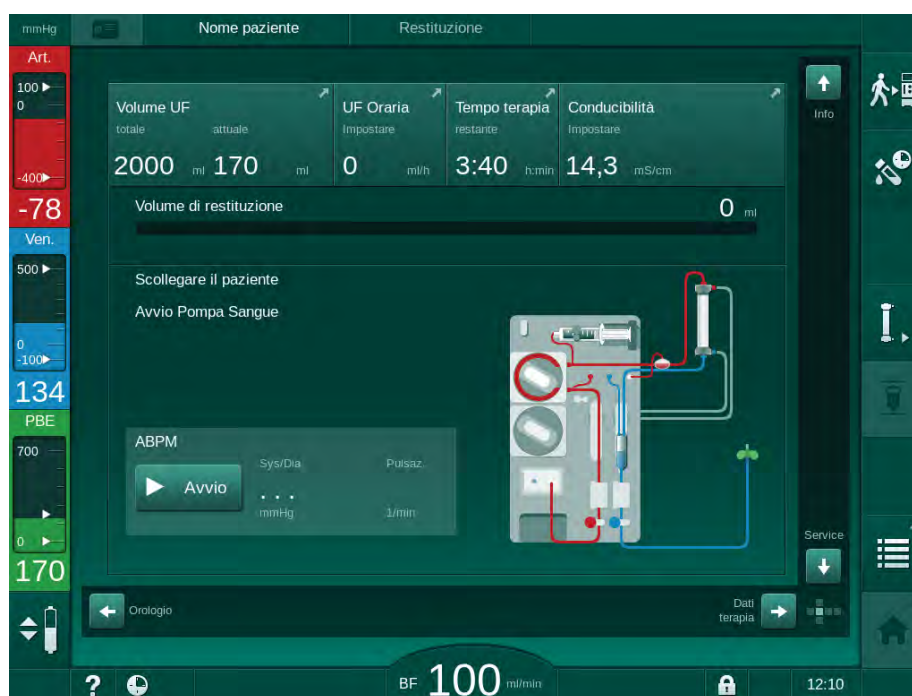 mmHg
Nome paziente
Restituzione
Art.
100
0
-400
-78
Ven.
500
0
-100
134
PBE
700
0
170
Volume UF
totale attuale
2000 ml 170 ml
UF Oraria
Impostare
0 ml/h
Tempo terapia
restante
3:40 h:min
Conducibilità
Impostare
14,3 mS/cm
Info
Volume di restituzione
0 ml
Scollegare il paziente
Avvio Pompa Sangue
ABPM
Avvio
Sys/Dia
. . .
mmHg
Pulsaz.
1/min
Service
Orologio
Dati
terapia
?
BF 100 ml/min
12:10